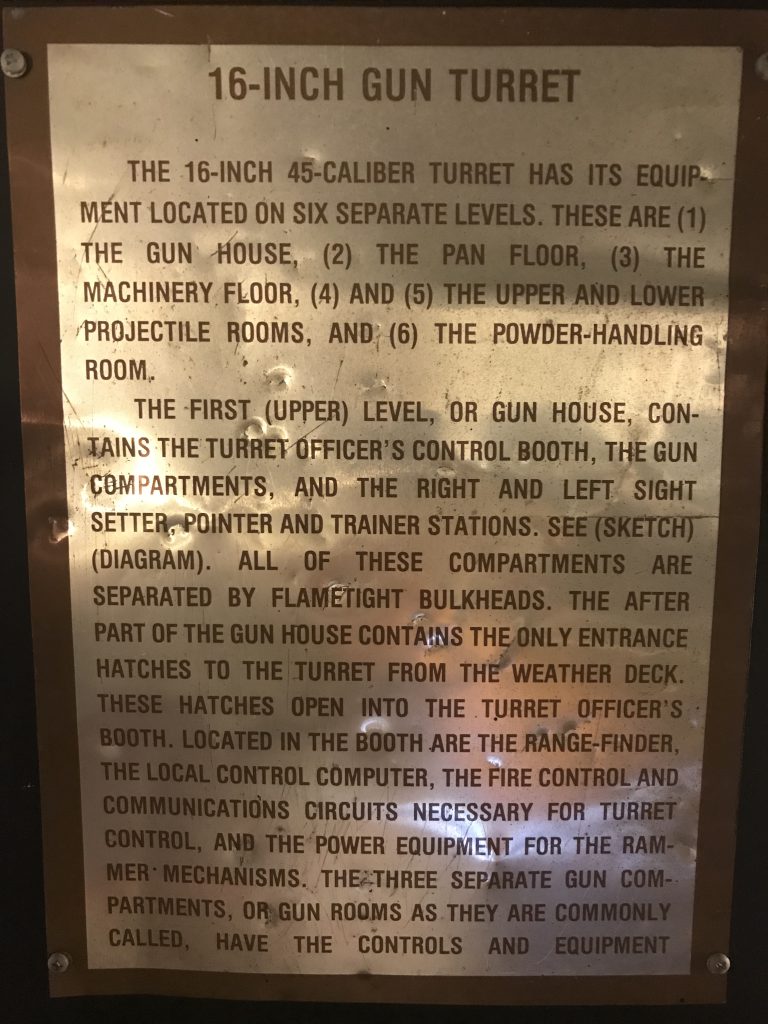 16-INCH GUN TURRET
THE 16-INCH 45-CALIBER TURRET HAS ITS EQUIP-
MENT LOCATED ON SIX SEPARATE LEVELS. THESE ARE (1)
THE GUN HOUSE, (2) THE PAN FLOOR, (3) THE
MACHINERY FLOOR, (4) AND (5) THE UPPER AND LOWER
PROJECTILE ROOMS, AND (6) THE POWDER-HANDLING
ROOM.
THE FIRST (UPPER) LEVEL, OR GUN HOUSE, CON-
TAINS THE TURRET OFFICER'S CONTROL BOOTH, THE GUN
COMPARTMENTS, AND THE RIGHT AND LEFT SIGHT
SETTER, POINTER AND TRAINER STATIONS. SEE (SKETCH)
(DIAGRAM). ALL OF THESE COMPARTMENTS ARE
SEPARATED BY FLAMETIGHT BULKHEADS. THE AFTER
PART OF THE GUN HOUSE CONTAINS THE ONLY ENTRANCE
HATCHES TO THE TURRET FROM THE WEATHER DECK.
THESE HATCHES OPEN INTO THE TURRET OFFICER'S
BOOTH. LOCATED IN THE BOOTH ARE THE RANGE-FINDER,
THE LOCAL CONTROL COMPUTER, THE FIRE CONTROL AND
COMMUNICATIONS CIRCUITS NECESSARY FOR TURRET
CONTROL, AND THE POWER EQUIPMENT FOR THE RAM-
MER MECHANISMS. THE THREE SEPARATE GUN COM-
PARTMENTS, OR GUN ROOMS AS THEY ARE COMMONLY
CALLED, HAVE THE CONTROLS AND EQUIPMENT